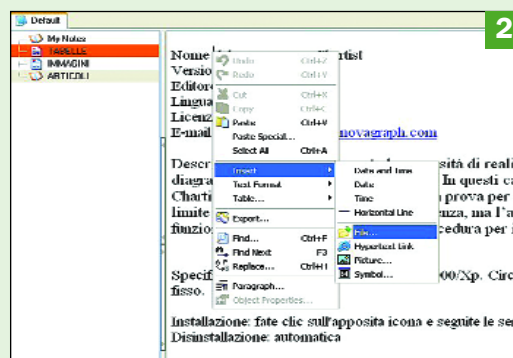 Default
2
My Notes
TABELLE
IMMAGINI
ARTICOLI
Nome
Versio
Editor
Lingua
Licenz
E-mail novagraph.com
Undo Ctrl+Z
Redo Ctrl+Y
Cut Ctrl+X
Copy Ctrl+C
Paste Ctrl+V
Paste Special...
Select All Ctrl+A
Insert
Text Format
Table...
Export...
Find... Ctrl+F
Find Next F3
Replace... Ctrl+H
Paragraph...
Object Properties...
Date and Time
Date
Time
Horizontal Line
File...
Hypertext Link
Picture...
Symbol...
Descr sità di reali
diagra In questi ca
Charti prova per
limite nza, ma l'a
funzio cedura per i
Specif 00/Xp. Circ
fisso.
Installazione: fate clic sull'apposita icona e seguite le se
Disinstallazione: automatica